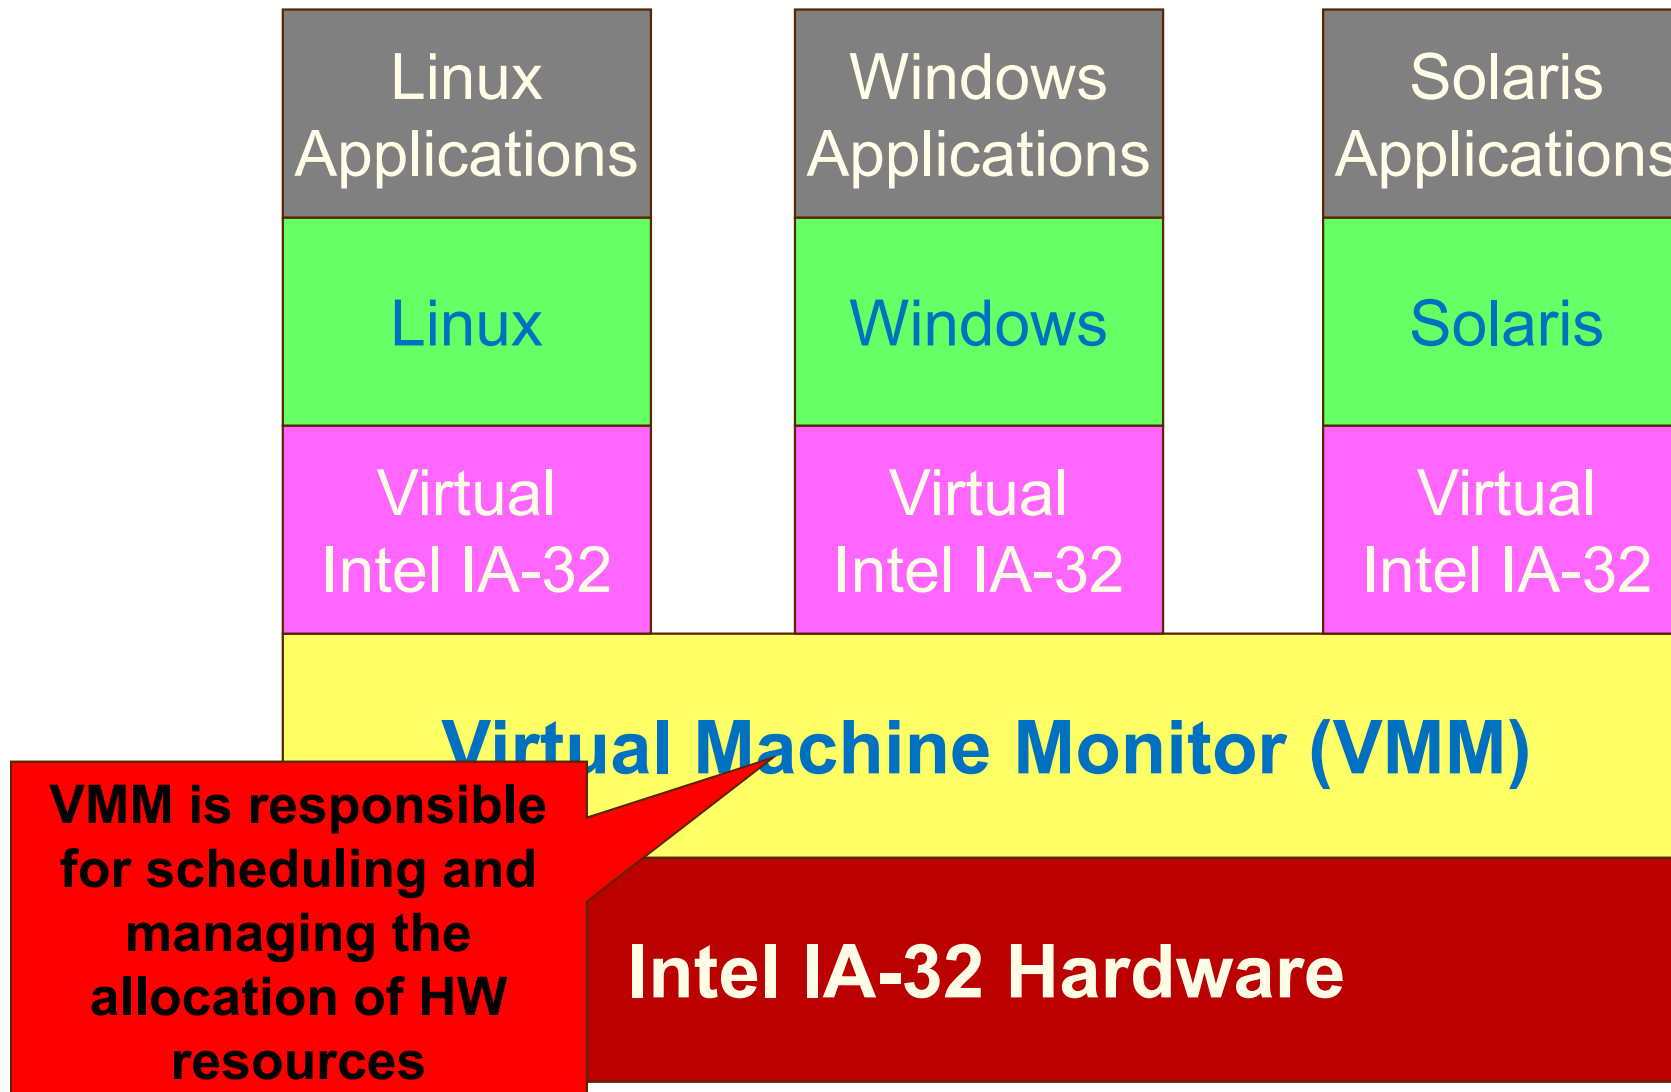 Linux
Applications
Windows
Applications
Solaris
Applications
Linux
Windows
Solaris
Virtual
Intel IA-32
Virtual
Intel IA-32
Virtual
Intel IA-32
Virtual Machine Monitor (VMM)
VMM is responsible
for scheduling and
managing the
allocation of HW
resources
Intel IA-32 Hardware